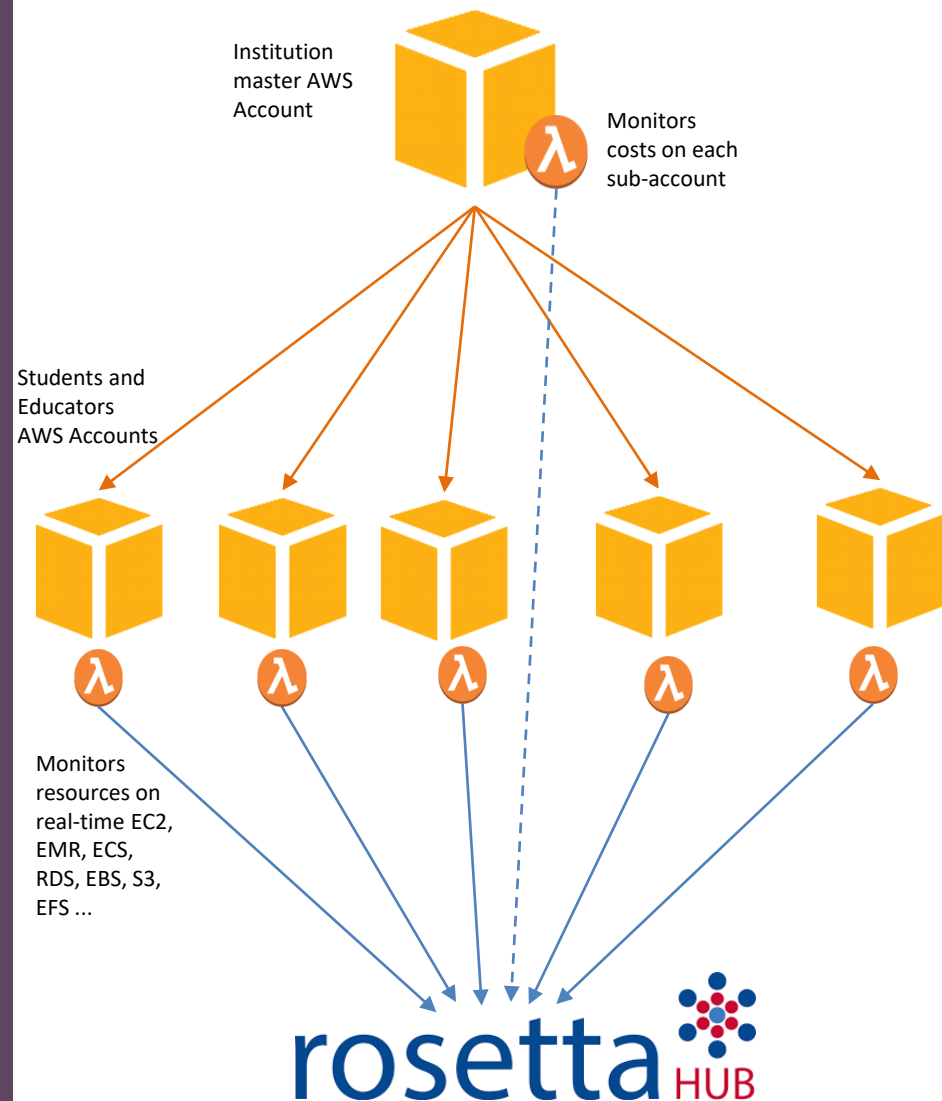 Institution
master AWS
Account
λ
Monitors
costs on each
sub-account
Students and
Educators
AWS Accounts
λ
λ
λ
λ
λ
Monitors
resources on
real-time EC2,
EMR, ECS,
RDS, EBS, S3,
EFS ...
rosetta
HUB